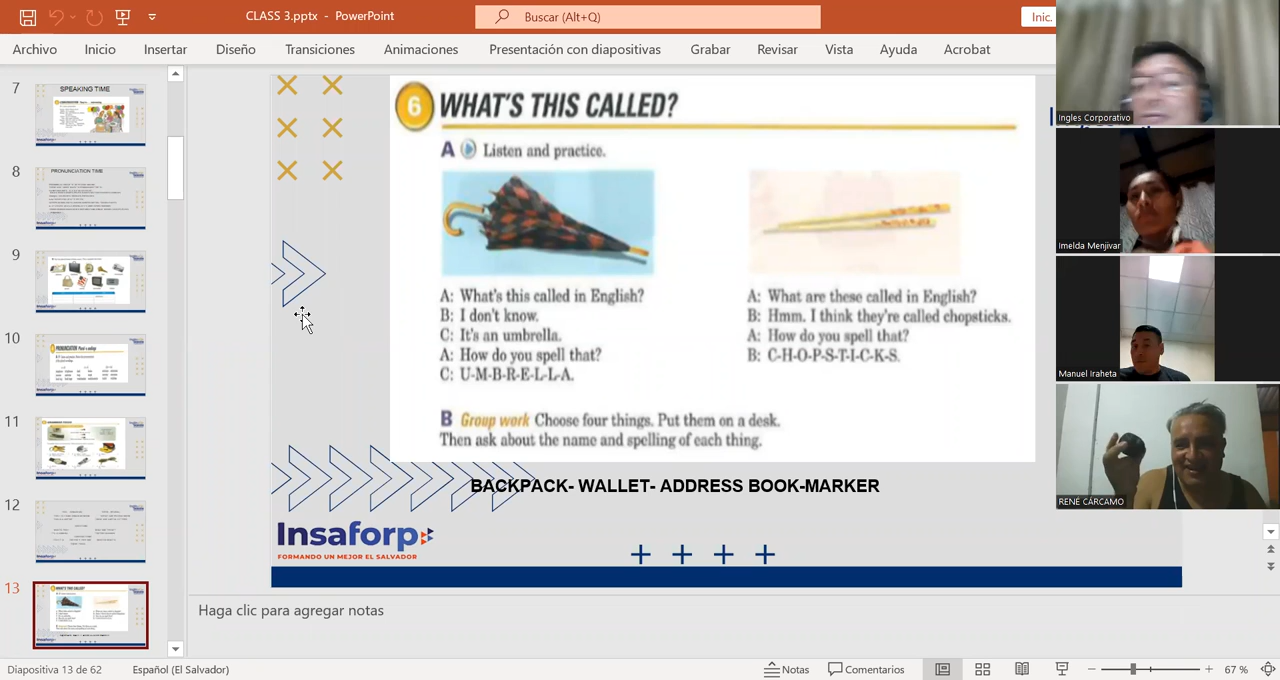 CLASS 3.pptx - PowerPoint
Buscar (Alt+Q)
Inic.
Archivo Inicio Insertar Diseño Transiciones Animaciones Presentación con diapositivas Grabar Revisar Vista Ayuda Acrobat
7
SPEAKING TIME
8
PRONUNCIATION TIME
9
10
11
12
13
6 WHAT'S THIS CALLED?
A Listen and practice.
A: What's this called in English?
B: I don't know.
C: It's an umbrella.
A: How do you spell that?
C: U-M-B-R-E-L-L-A.
A: What are these called in English?
B: Hmm. I think they're called chopsticks.
A: How do you spell that?
B: C-H-O-P-S-T-I-C-K-S.
B Group work Choose four things. Put them on a desk.
Then ask about the name and spelling of each thing.
BACKPACK- WALLET- ADDRESS BOOK-MARKER
Insaforp
FORMANDO UN MEJOR EL SALVADOR
Haga clic para agregar notas
Ingles Corporativo
Imelda Menjivar
Manuel Iraheta
RENÉ CÁRCAMO
Diapositiva 13 de 62 Español (El Salvador) Notas Comentarios 67 %